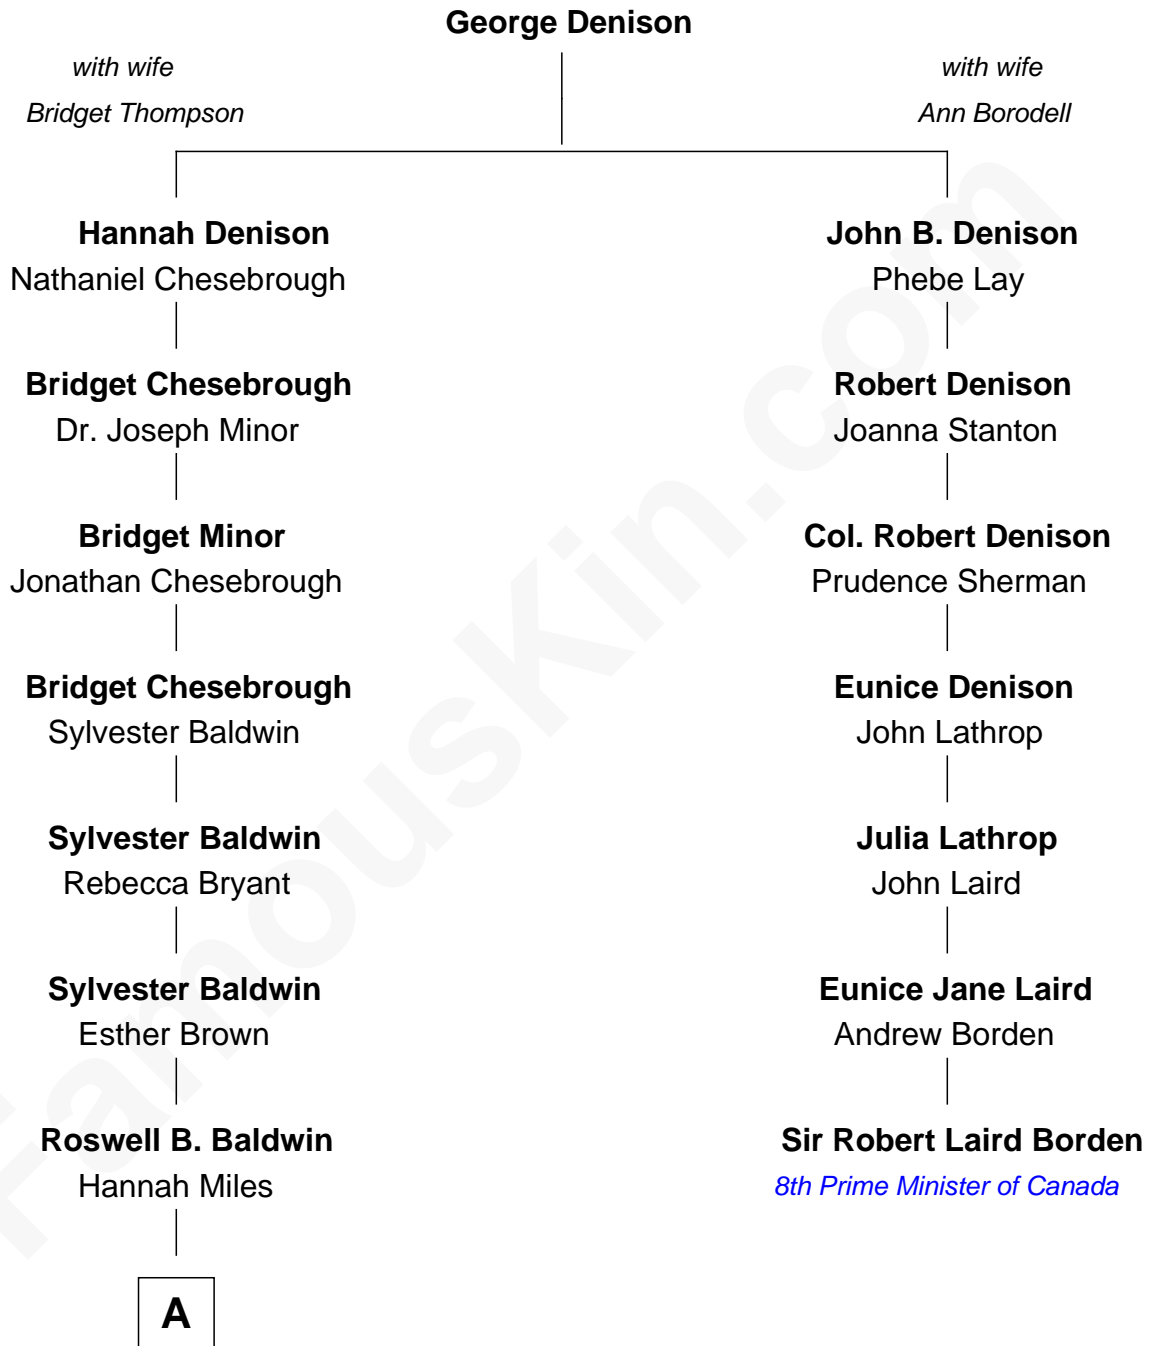 George Denison
with wife
Bridget Thompson
with wife
Ann Borodell
Hannah Denison
Nathaniel Chesebrough
John B. Denison
Phebe Lay
Bridget Chesebrough
Dr. Joseph Minor
Robert Denison
Joanna Stanton
Bridget Minor
Jonathan Chesebrough
Col. Robert Denison
Prudence Sherman
Bridget Chesebrough
Sylvester Baldwin
Eunice Denison
John Lathrop
Sylvester Baldwin
Rebecca Bryant
Julia Lathrop
John Laird
Sylvester Baldwin
Esther Brown
Eunice Jane Laird
Andrew Borden
Roswell B. Baldwin
Hannah Miles
Sir Robert Laird Borden
8th Prime Minister of Canada
A
FamousKin.com